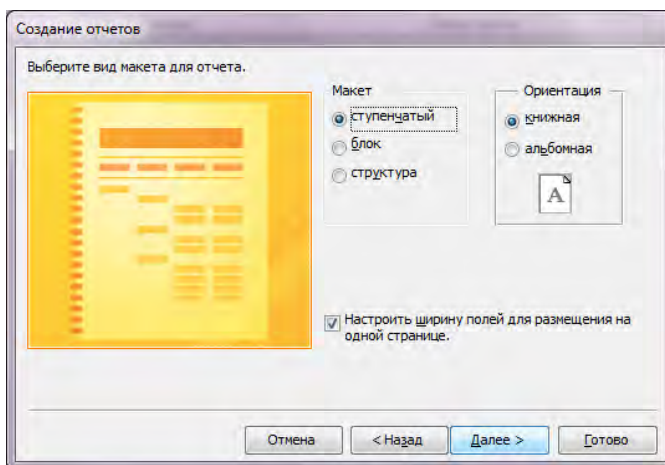 Создание отчетов
Выберите вид макета для отчета.
Макет
ступенчатый
блок
структура
Ориентация
книжная
альбомная
A
Настроить ширину полей для размещения на
одной странице.
Отмена
< Назад
Далее >
Готово